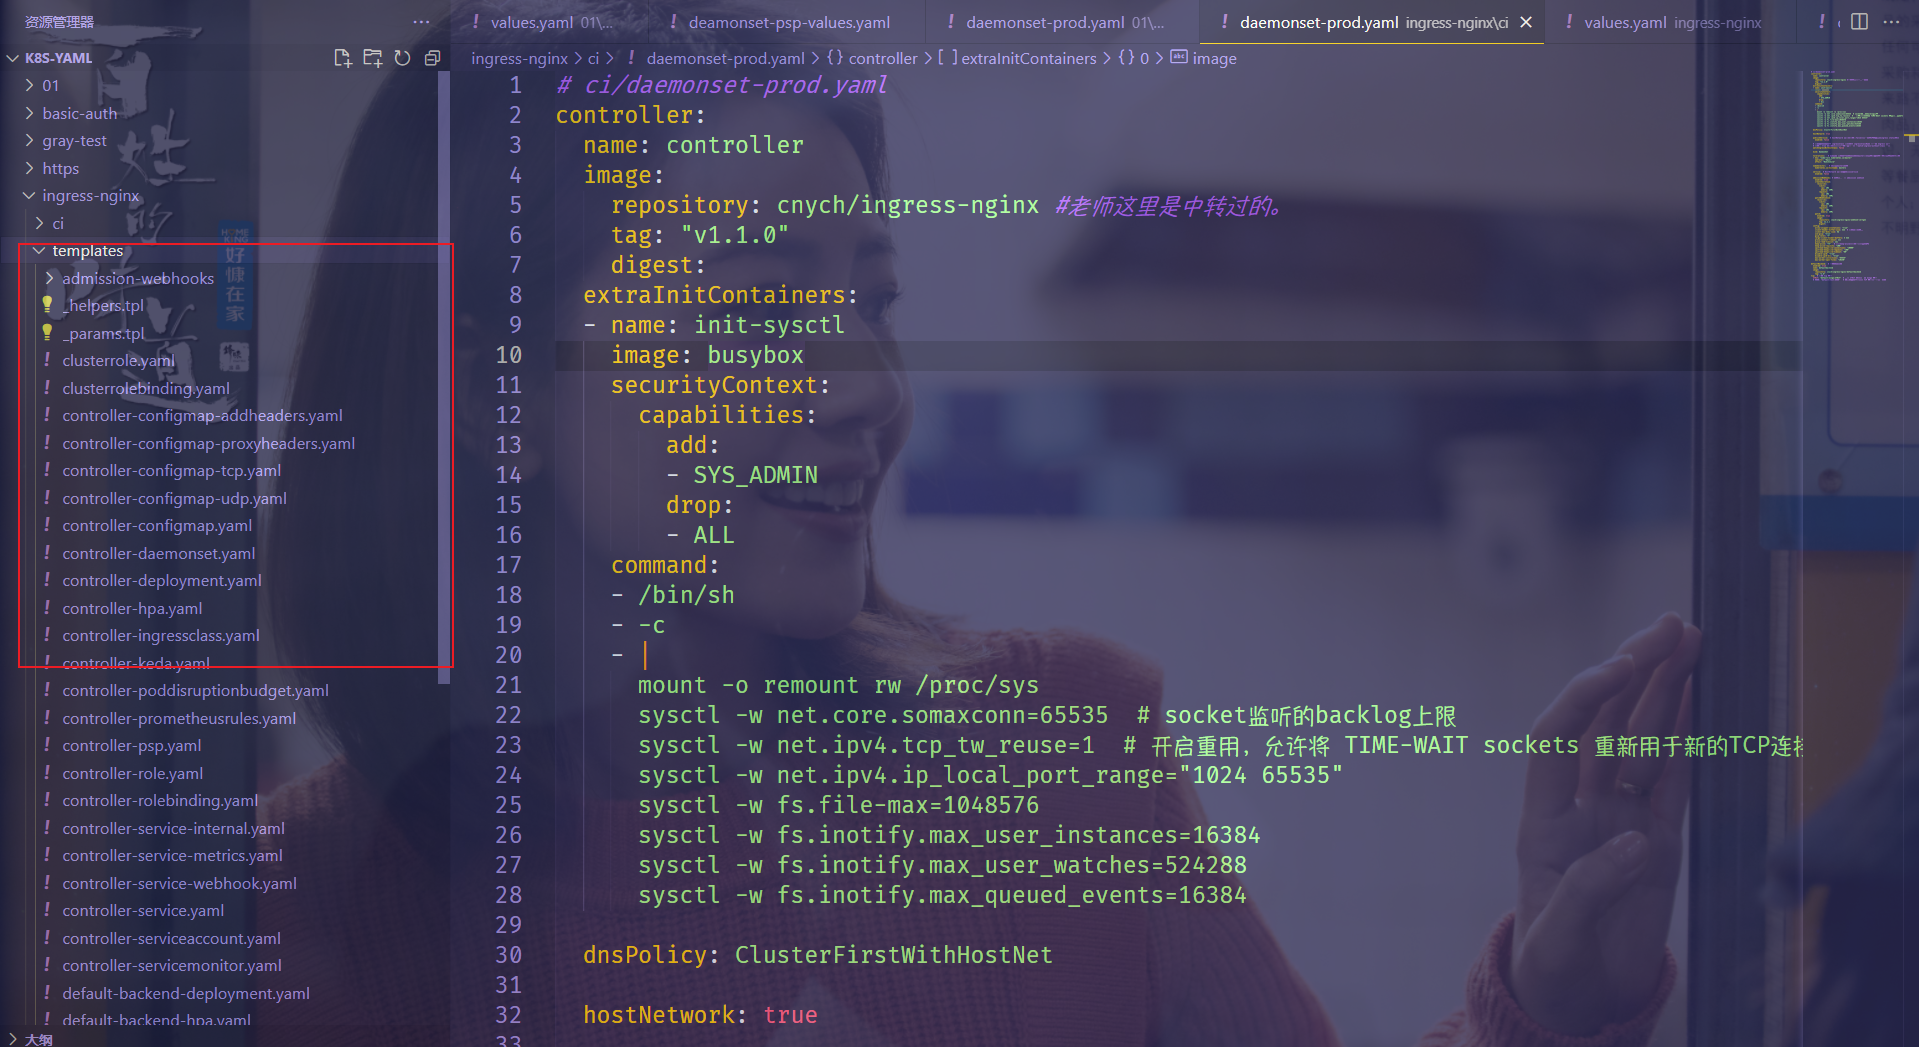 资源管理器 ···
K8S-YAML
01
basic-auth
gray-test
https
ingress-nginx
ci
templates
admission-webhooks
_helpers.tpl
_params.tpl
! clusterrole.yaml
! clusterrolebinding.yaml
! controller-configmap-addheaders.yaml
! controller-configmap-proxyheaders.yaml
! controller-configmap-tcp.yaml
! controller-configmap-udp.yaml
! controller-configmap.yaml
! controller-daemonset.yaml
! controller-deployment.yaml
! controller-hpa.yaml
! controller-ingressclass.yaml
! controller-keda.yaml
! controller-poddisruptionbudget.yaml
! controller-prometheusrules.yaml
! controller-psp.yaml
! controller-role.yaml
! controller-rolebinding.yaml
! controller-service-internal.yaml
! controller-service-metrics.yaml
! controller-service-webhook.yaml
! controller-service.yaml
! controller-serviceaccount.yaml
! controller-servicemonitor.yaml
! default-backend-deployment.yaml
! default-backend-hpa.yaml
大纲
! values.yaml 01\... ! deamonset-psp-values.yaml ! daemonset-prod.yaml 01\... ! daemonset-prod.yaml ingress-nginx\ci ! values.yaml ingress-nginx ! ···
ingress-nginx > ci > ! daemonset-prod.yaml > {} controller > [ ] extraInitContainers > {} 0 > abc image
1 # ci/daemonset-prod.yaml
2 controller:
3   name: controller
4   image:
5     repository: cnych/ingress-nginx #老师这里是中转过的。
6     tag: "v1.1.0"
7     digest:
8   extraInitContainers:
9   - name: init-sysctl
10     image: busybox
11     securityContext:
12       capabilities:
13         add:
14         - SYS_ADMIN
15         drop:
16         - ALL
17     command:
18     - /bin/sh
19     - -c
20     - |
21       mount -o remount rw /proc/sys
22       sysctl -w net.core.somaxconn=65535  # socket监听的backlog上限
23       sysctl -w net.ipv4.tcp_tw_reuse=1  # 开启重用，允许将 TIME-WAIT sockets 重新用于新的TCP连接
24       sysctl -w net.ipv4.ip_local_port_range="1024 65535"
25       sysctl -w fs.file-max=1048576
26       sysctl -w fs.inotify.max_user_instances=16384
27       sysctl -w fs.inotify.max_user_watches=524288
28       sysctl -w fs.inotify.max_queued_events=16384
29
30   dnsPolicy: ClusterFirstWithHostNet
31
32   hostNetwork: true
33
百姓的味道
HOME KING
好慷在家